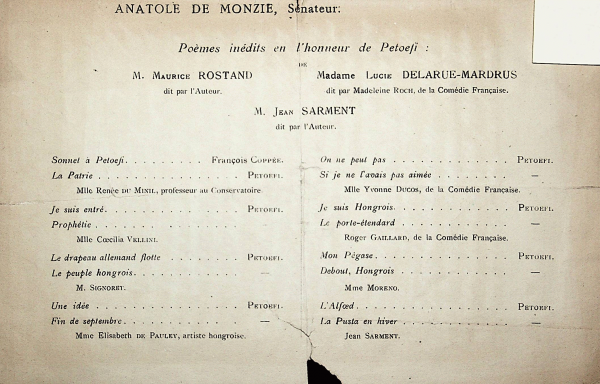 ANATOLE DE MONZIE, Sénateur.
Poèmes inédits en l'honneur de Petoefi :
DE
M. Maurice ROSTAND
dit par l'Auteur.
Madame Lucie DELARUE-MARDRUS
dit par Madeleine Roch, de la Comédie Française.
M. Jean SARMENT
dit par l'Auteur.
Sonnet à Petoefi. . . . . . . . . François Coppée.
La Patrie . . . . . . . . . . . . Petoefi.
Mlle Renée du Minil, professeur au Conservatoire.
Je suis entré. . . . . . . . . . . Petoefi.
Prophétie . . . . . . . . . . . .
Mlle Cœcilia Vellini.
Le drapeau allemand flotte . . . . . Petoefi.
Le peuple hongrois. . . . . . . . . —
M. Signoret.
Une idée . . . . . . . . . . . . Petoefi.
Fin de septembre. . . . . . . . . . —
Mme Elisabeth de Pauley, artiste hongroise.
On ne peut pas . . . . . . . . . . Petoefi.
Si je ne t'avais pas aimée . . . . . . —
Mlle Yvonne Ducos, de la Comédie Française.
Je suis Hongrois. . . . . . . . . . Petoefi.
Le porte-étendard . . . . . . . . . —
Roger Gaillard, de la Comédie Française.
Mon Pégase. . . . . . . . . . . . Petoefi.
Debout, Hongrois . . . . . . . . . —
Mme Moreno.
L'Alfœd. . . . . . . . . . . . . Petoefi.
La Puszta en hiver . . . . . . . . . —
Jean Sarment.